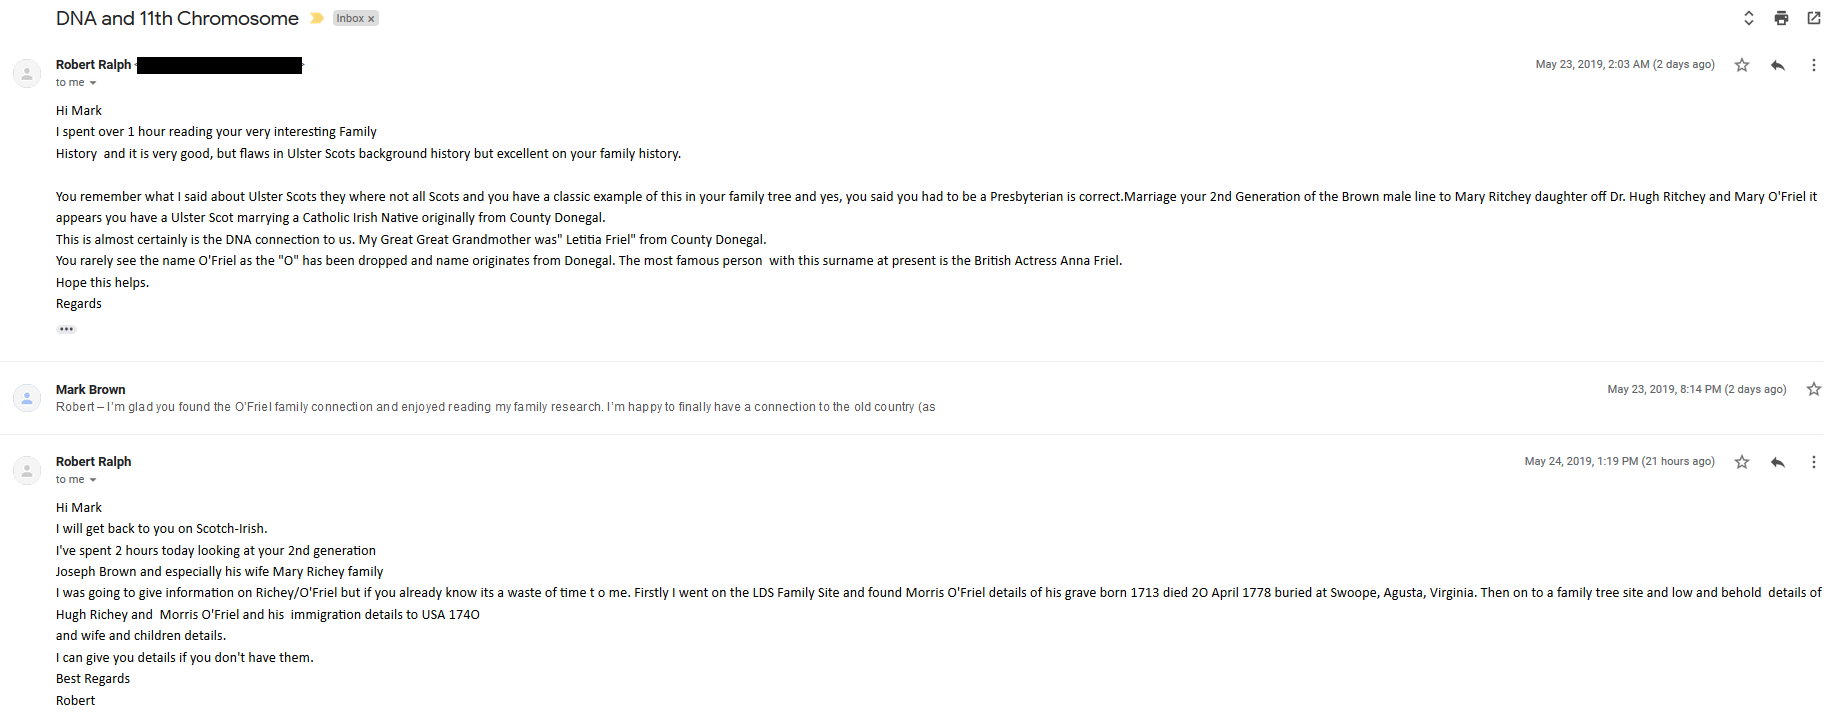 DNA and 11th Chromosome Inbox x
Robert Ralph
May 23, 2019, 2:03 AM (2 days ago)
to me
Hi Mark
I spent over 1 hour reading your very interesting Family
History  and it is very good, but flaws in Ulster Scots background history but excellent on your family history.
You remember what I said about Ulster Scots they where not all Scots and you have a classic example of this in your family tree and yes, you said you had to be a Presbyterian is correct.Marriage your 2nd Generation of the Brown male line to Mary Ritchey daughter off Dr. Hugh Ritchey and Mary O'Friel it
appears you have a Ulster Scot marrying a Catholic Irish Native originally from County Donegal.
This is almost certainly is the DNA connection to us. My Great Great Grandmother was" Letitia Friel" from County Donegal.
You rarely see the name O'Friel as the "O" has been dropped and name originates from Donegal. The most famous person  with this surname at present is the British Actress Anna Friel.
Hope this helps.
Regards
Mark Brown
May 23, 2019, 8:14 PM (2 days ago)
Robert – I'm glad you found the O'Friel family connection and enjoyed reading my family research. I'm happy to finally have a connection to the old country (as
Robert Ralph
May 24, 2019, 1:19 PM (21 hours ago)
to me
Hi Mark
I will get back to you on Scotch-Irish.
I've spent 2 hours today looking at your 2nd generation
Joseph Brown and especially his wife Mary Richey family
I was going to give information on Richey/O'Friel but if you already know its a waste of time t o me. Firstly I went on the LDS Family Site and found Morris O'Friel details of his grave born 1713 died 2O April 1778 buried at Swoope, Agusta, Virginia. Then on to a family tree site and low and behold  details of
Hugh Richey and  Morris O'Friel and his  immigration details to USA 174O
and wife and children details.
I can give you details if you don't have them.
Best Regards
Robert